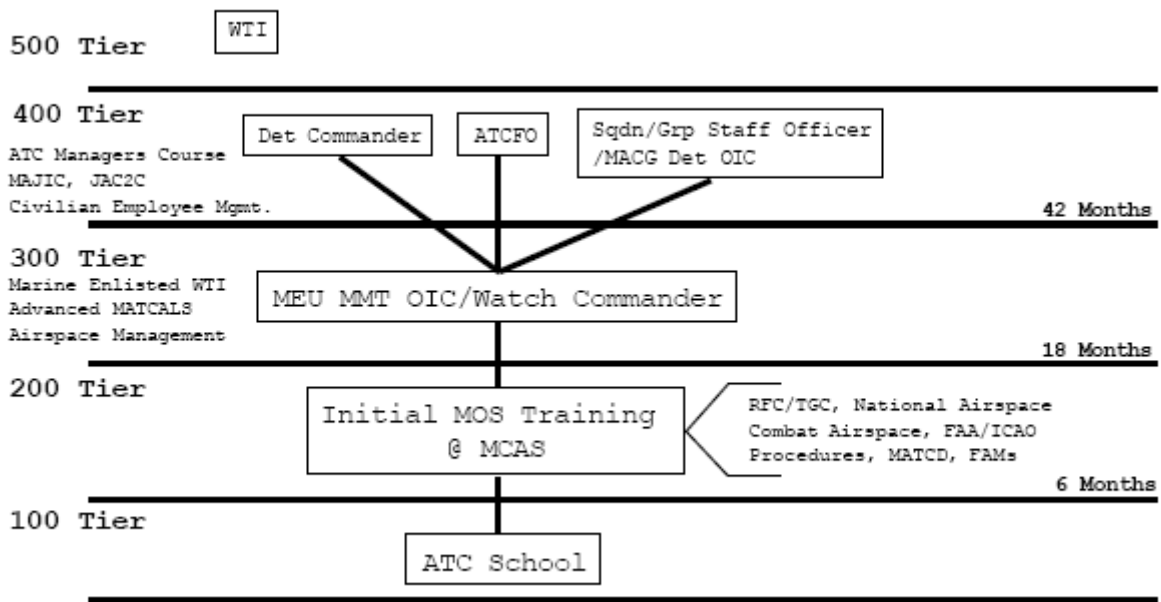 WTI
500 Tier
400 Tier
Det Commander
ATCFO
Sqdn/Grp Staff Officer
/MACG Det OIC
ATC Managers Course
MAJIC, JAC2C
Civilian Employee Mgmt.
42 Months
300 Tier
Marine Enlisted WTI
Advanced MATCALS
Airspace Management
MEU MMT OIC/Watch Commander
18 Months
200 Tier
Initial MOS Training
@ MCAS
RFC/TGC, National Airspace
Combat Airspace, FAA/ICAO
Procedures, MATCD, FAMs
6 Months
100 Tier
ATC School